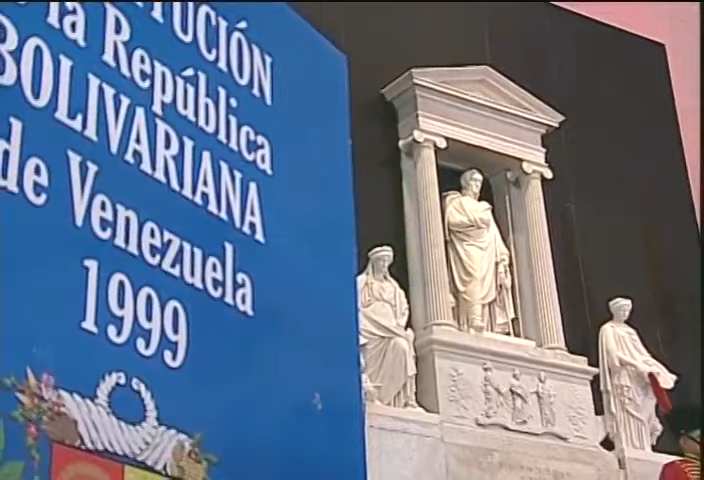 TUCIÓN
la República
BOLIVARIANA
de Venezuela
1999